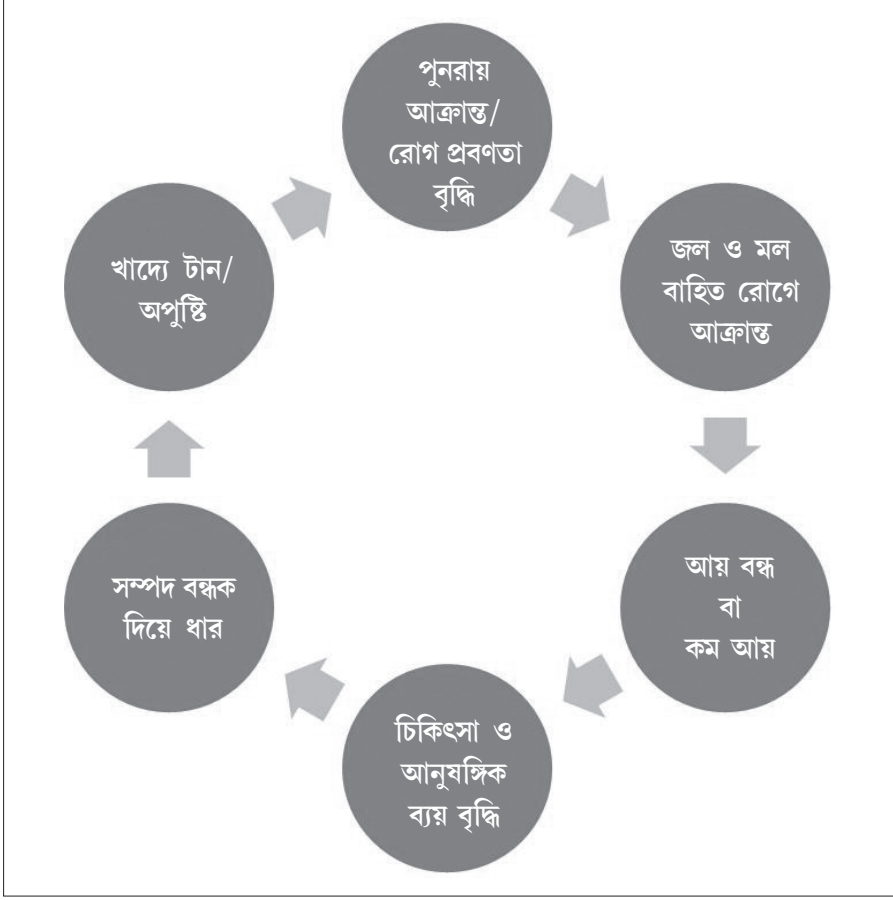 পুনরায়
আক্রান্ত/
রোগ প্রবণতা
বৃদ্ধি
জল ও মল
বাহিত রোগে
আক্রান্ত
আয় বন্ধ
বা
কম আয়
চিকিৎসা ও
আনুষঙ্গিক
ব্যয় বৃদ্ধি
সম্পদ বন্ধক
দিয়ে ধার
খাদ্যে টান/
অপুষ্টি